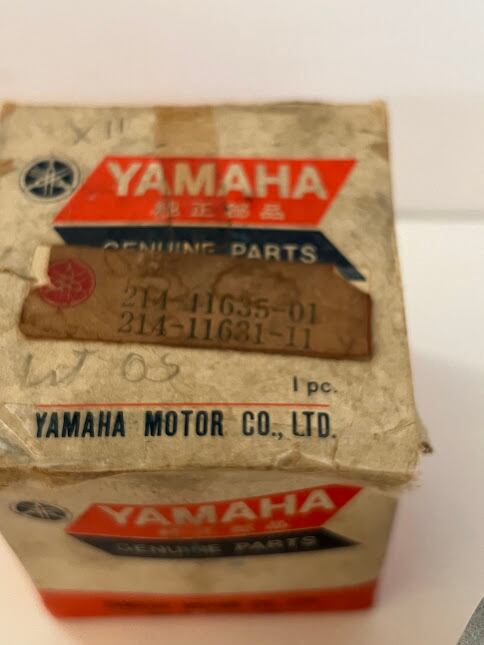 X11
YAMAHA
純正部品
GENUINE PARTS
214-11635-01
214-11631-11
1 pc.
YAMAHA MOTOR CO., LTD.
YAMAHA
純正部品
GENUINE PARTS